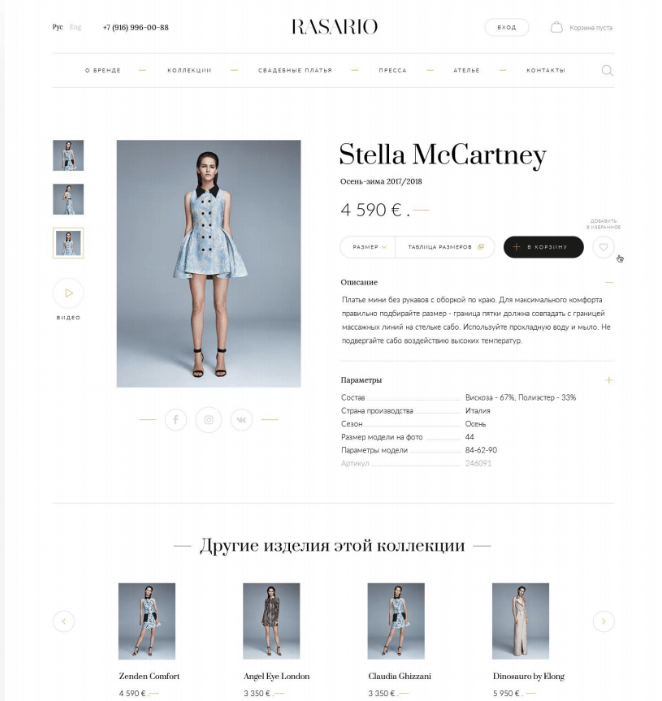 Рус Eng
+7 (916) 996-00-88
RASARIO
ВХОД
Корзина пуста
О БРЕНДЕ — КОЛЛЕКЦИИ — СВАДЕБНЫЕ ПЛАТЬЯ — ПРЕССА — АТЕЛЬЕ — КОНТАКТЫ
Stella McCartney
Осень-зима 2017/2018
4 590 € .—
ДОБАВИТЬ
В ИЗБРАННОЕ
РАЗМЕР
ТАБЛИЦА РАЗМЕРОВ
В КОРЗИНУ
ВИДЕО
Описание
Платье мини без рукавов с оборкой по краю. Для максимального комфорта
правильно подбирайте размер - граница пятки должна совпадать с границей
массажных линий на стельке сабо. Используйте прохладную воду и мыло. Не
подвергайте сабо воздействию высоких температур.
Параметры
Состав Вискоза - 67%, Полиэстер - 33%
Страна производства Италия
Сезон Осень
Размер модели на фото 44
Параметры модели 84-62-90
Артикул 246091
— Другие изделия этой коллекции —
Zenden Comfort
4 590 € .—
Angel Eye London
3 350 € .—
Claudia Ghizzani
3 350 € .—
Dinosauro by Elong
5 950 € .—